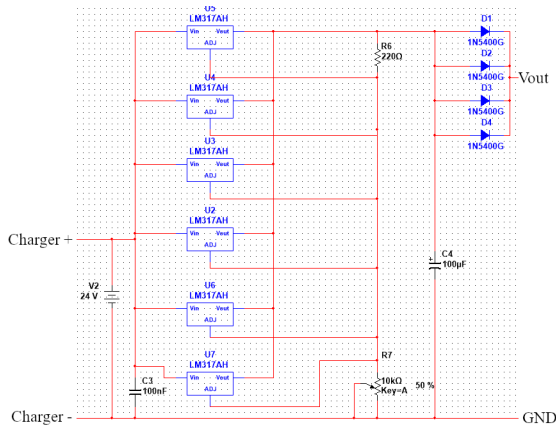 U5
LM317AH
Vin Vout
ADJ
R6
220Ω
D1
1N5400G
D2
1N5400G
Vout
D3
1N5400G
D4
1N5400G
U4
LM317AH
Vin Vout
ADJ
U3
LM317AH
Vin Vout
ADJ
U2
LM317AH
Vin Vout
ADJ
Charger +
C4
+
100µF
V2
24 V
U6
LM317AH
Vin Vout
ADJ
U7
LM317AH
Vin Vout
ADJ
R7
10kΩ
Key=A
50 %
C3
100nF
Charger -
GND